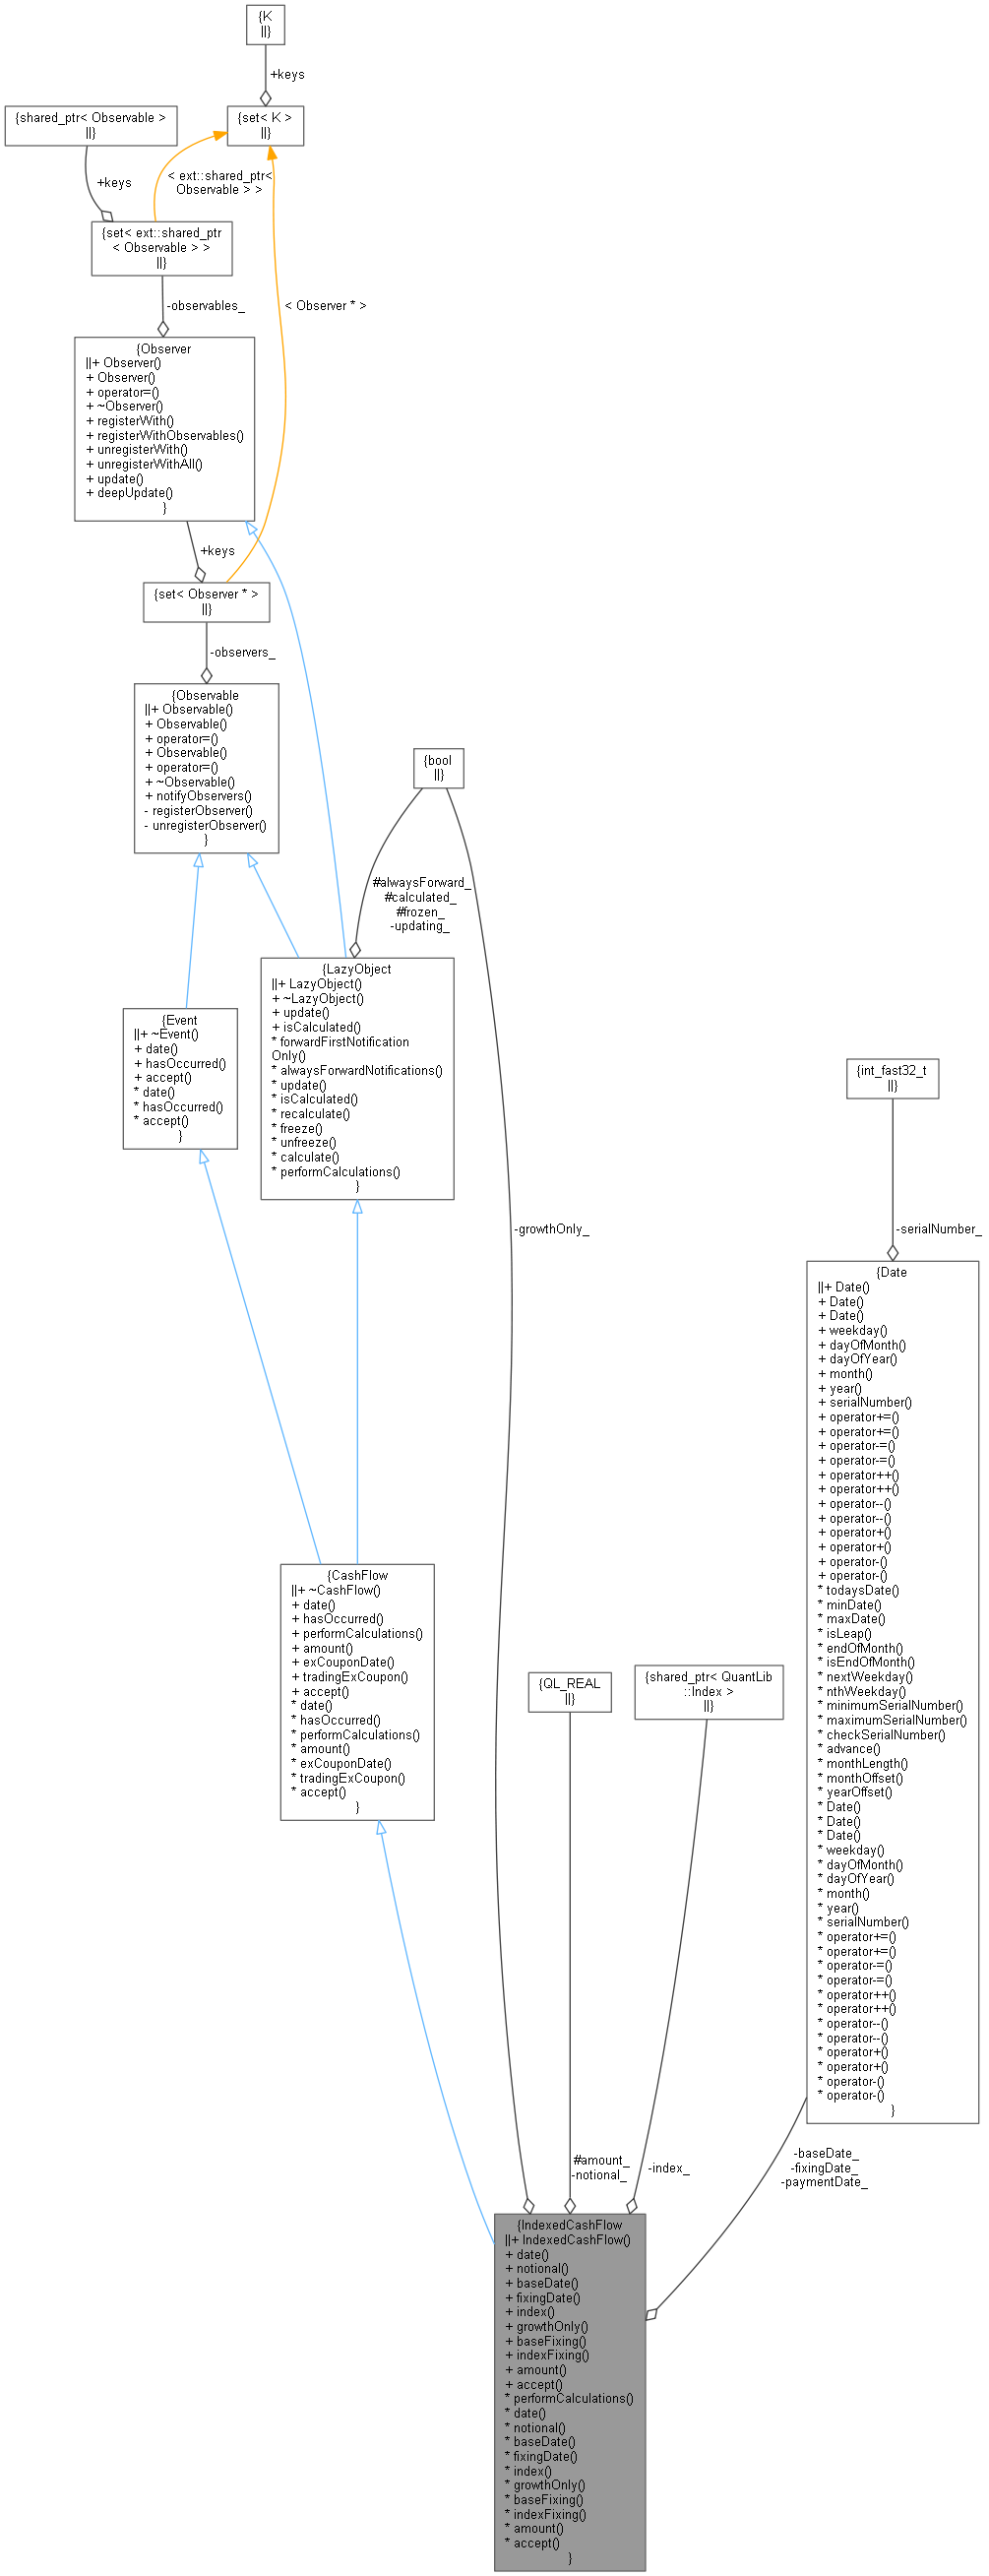 {K
||}
+keys
{shared_ptr< Observable >
||}
{set< K >
||}
+keys
< ext::shared_ptr<
Observable > >
{set< ext::shared_ptr
< Observable > >
||}
-observables_
< Observer * >
{Observer
||+ Observer()
+ Observer()
+ operator=()
+ ~Observer()
+ registerWith()
+ registerWithObservables()
+ unregisterWith()
+ unregisterWithAll()
+ update()
+ deepUpdate()
}
+keys
{set< Observer * >
||}
-observers_
{Observable
||+ Observable()
+ Observable()
+ operator=()
+ Observable()
+ operator=()
+ ~Observable()
+ notifyObservers()
- registerObserver()
- unregisterObserver()
}
{bool
||}
#alwaysForward_
#calculated_
#frozen_
-updating_
{LazyObject
||+ LazyObject()
+ ~LazyObject()
+ update()
+ isCalculated()
* forwardFirstNotification
Only()
* alwaysForwardNotifications()
* update()
* isCalculated()
* recalculate()
* freeze()
* unfreeze()
* calculate()
* performCalculations()
}
{Event
||+ ~Event()
+ date()
+ hasOccurred()
+ accept()
* date()
* hasOccurred()
* accept()
}
{int_fast32_t
||}
-growthOnly_
-serialNumber_
{Date
||+ Date()
+ Date()
+ Date()
+ weekday()
+ dayOfMonth()
+ dayOfYear()
+ month()
+ year()
+ serialNumber()
+ operator+=()
+ operator+=()
+ operator-=()
+ operator-=()
+ operator++()
+ operator++()
+ operator--()
+ operator--()
+ operator+()
+ operator+()
+ operator-()
+ operator-()
* todaysDate()
* minDate()
* maxDate()
* isLeap()
* endOfMonth()
* isEndOfMonth()
* nextWeekday()
* nthWeekday()
* minimumSerialNumber()
* maximumSerialNumber()
* checkSerialNumber()
* advance()
* monthLength()
* monthOffset()
* yearOffset()
* Date()
* Date()
* Date()
* weekday()
* dayOfMonth()
* dayOfYear()
* month()
* year()
* serialNumber()
* operator+=()
* operator+=()
* operator-=()
* operator-=()
* operator++()
* operator++()
* operator--()
* operator--()
* operator+()
* operator+()
* operator-()
* operator-()
}
{CashFlow
||+ ~CashFlow()
+ date()
+ hasOccurred()
+ performCalculations()
+ amount()
+ exCouponDate()
+ tradingExCoupon()
+ accept()
* date()
* hasOccurred()
* performCalculations()
* amount()
* exCouponDate()
* tradingExCoupon()
* accept()
}
{QL_REAL
||}
{shared_ptr< QuantLib
::Index >
||}
#amount_
-notional_
-index_
-baseDate_
-fixingDate_
-paymentDate_
{IndexedCashFlow
||+ IndexedCashFlow()
+ date()
+ notional()
+ baseDate()
+ fixingDate()
+ index()
+ growthOnly()
+ baseFixing()
+ indexFixing()
+ amount()
+ accept()
* performCalculations()
* date()
* notional()
* baseDate()
* fixingDate()
* index()
* growthOnly()
* baseFixing()
* indexFixing()
* amount()
* accept()
}